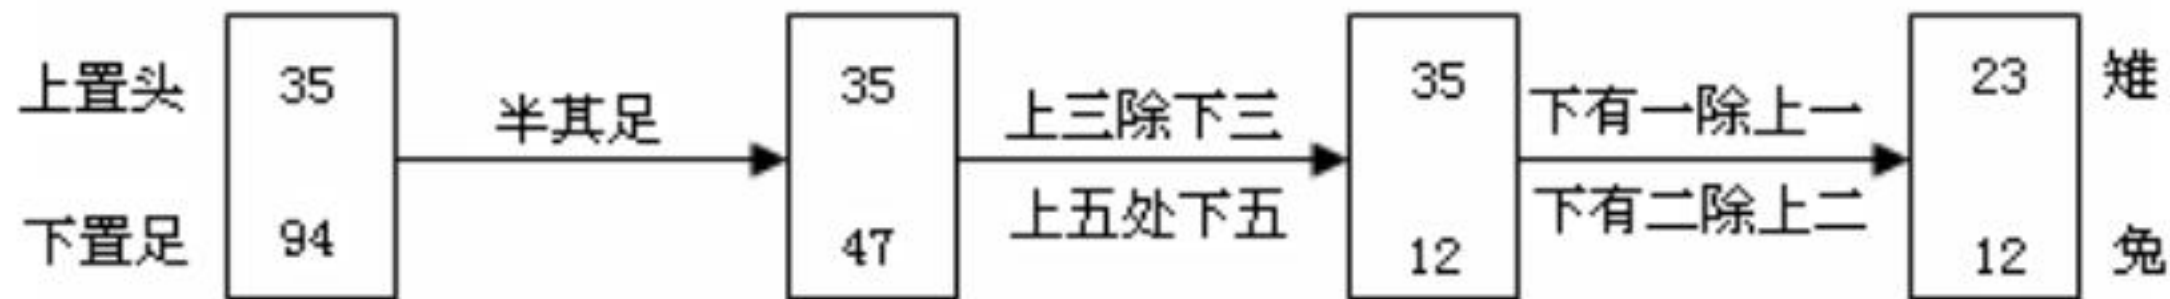 上置头 35 半其足 35 上三除下三 35 下有一除上一 23 雉
下置足 94 47 上五处下五 12 下有二除上二 12 兔